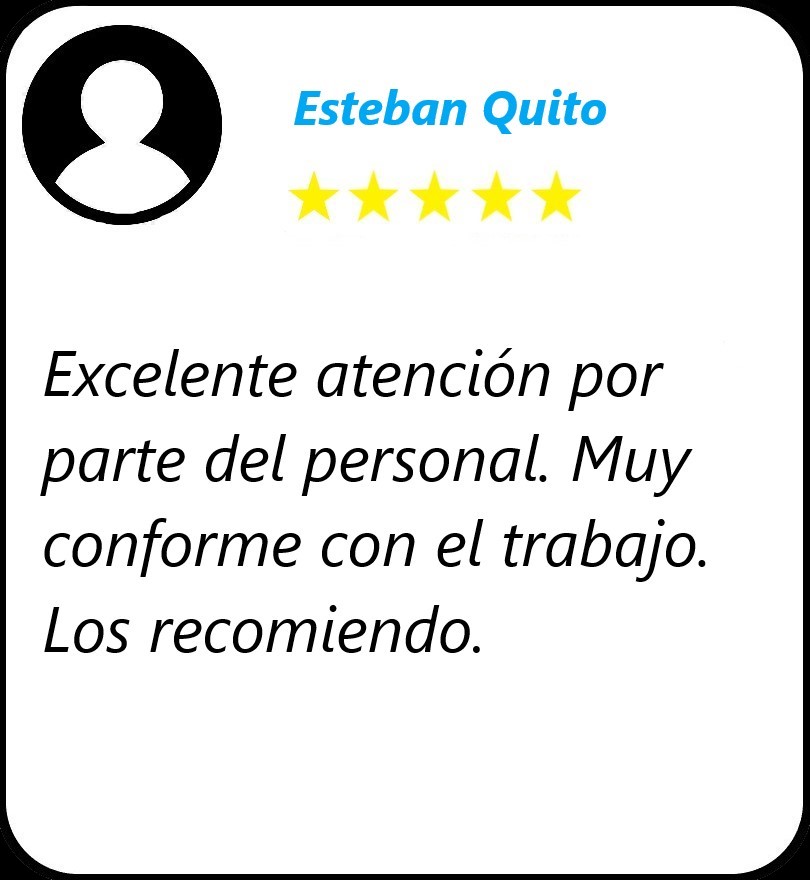 Esteban Quito
Excelente atención por
parte del personal. Muy
conforme con el trabajo.
Los recomiendo.